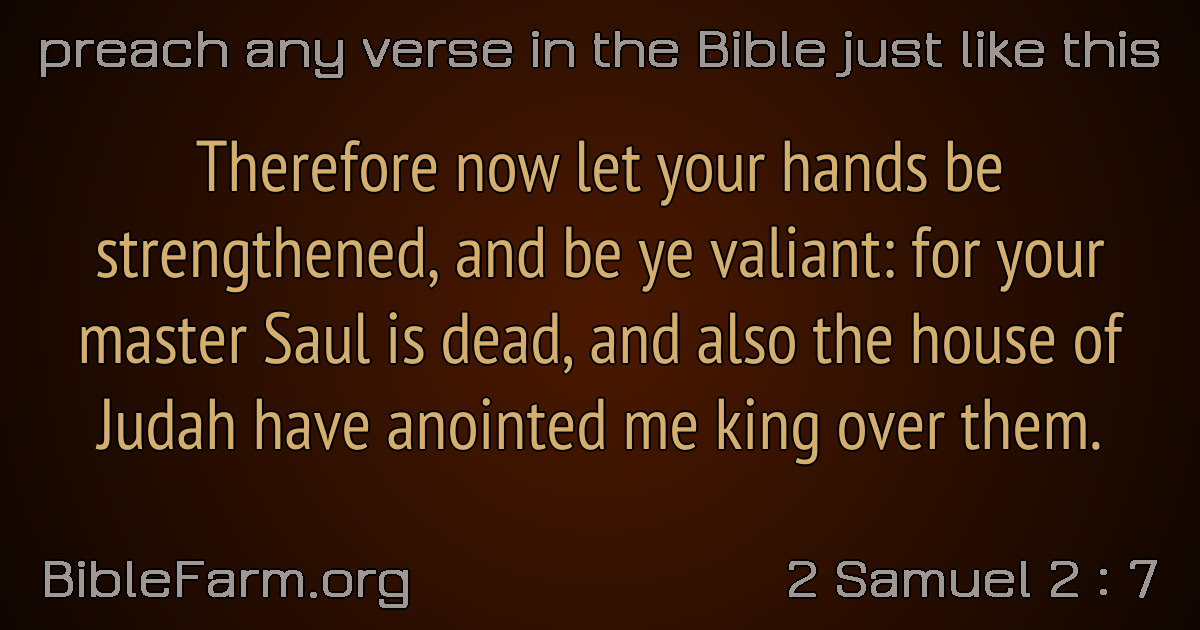 preach any verse in the Bible just like this
Therefore now let your hands be
strengthened, and be ye valiant: for your
master Saul is dead, and also the house of
Judah have anointed me king over them.
BibleFarm.org
2 Samuel 2 : 7